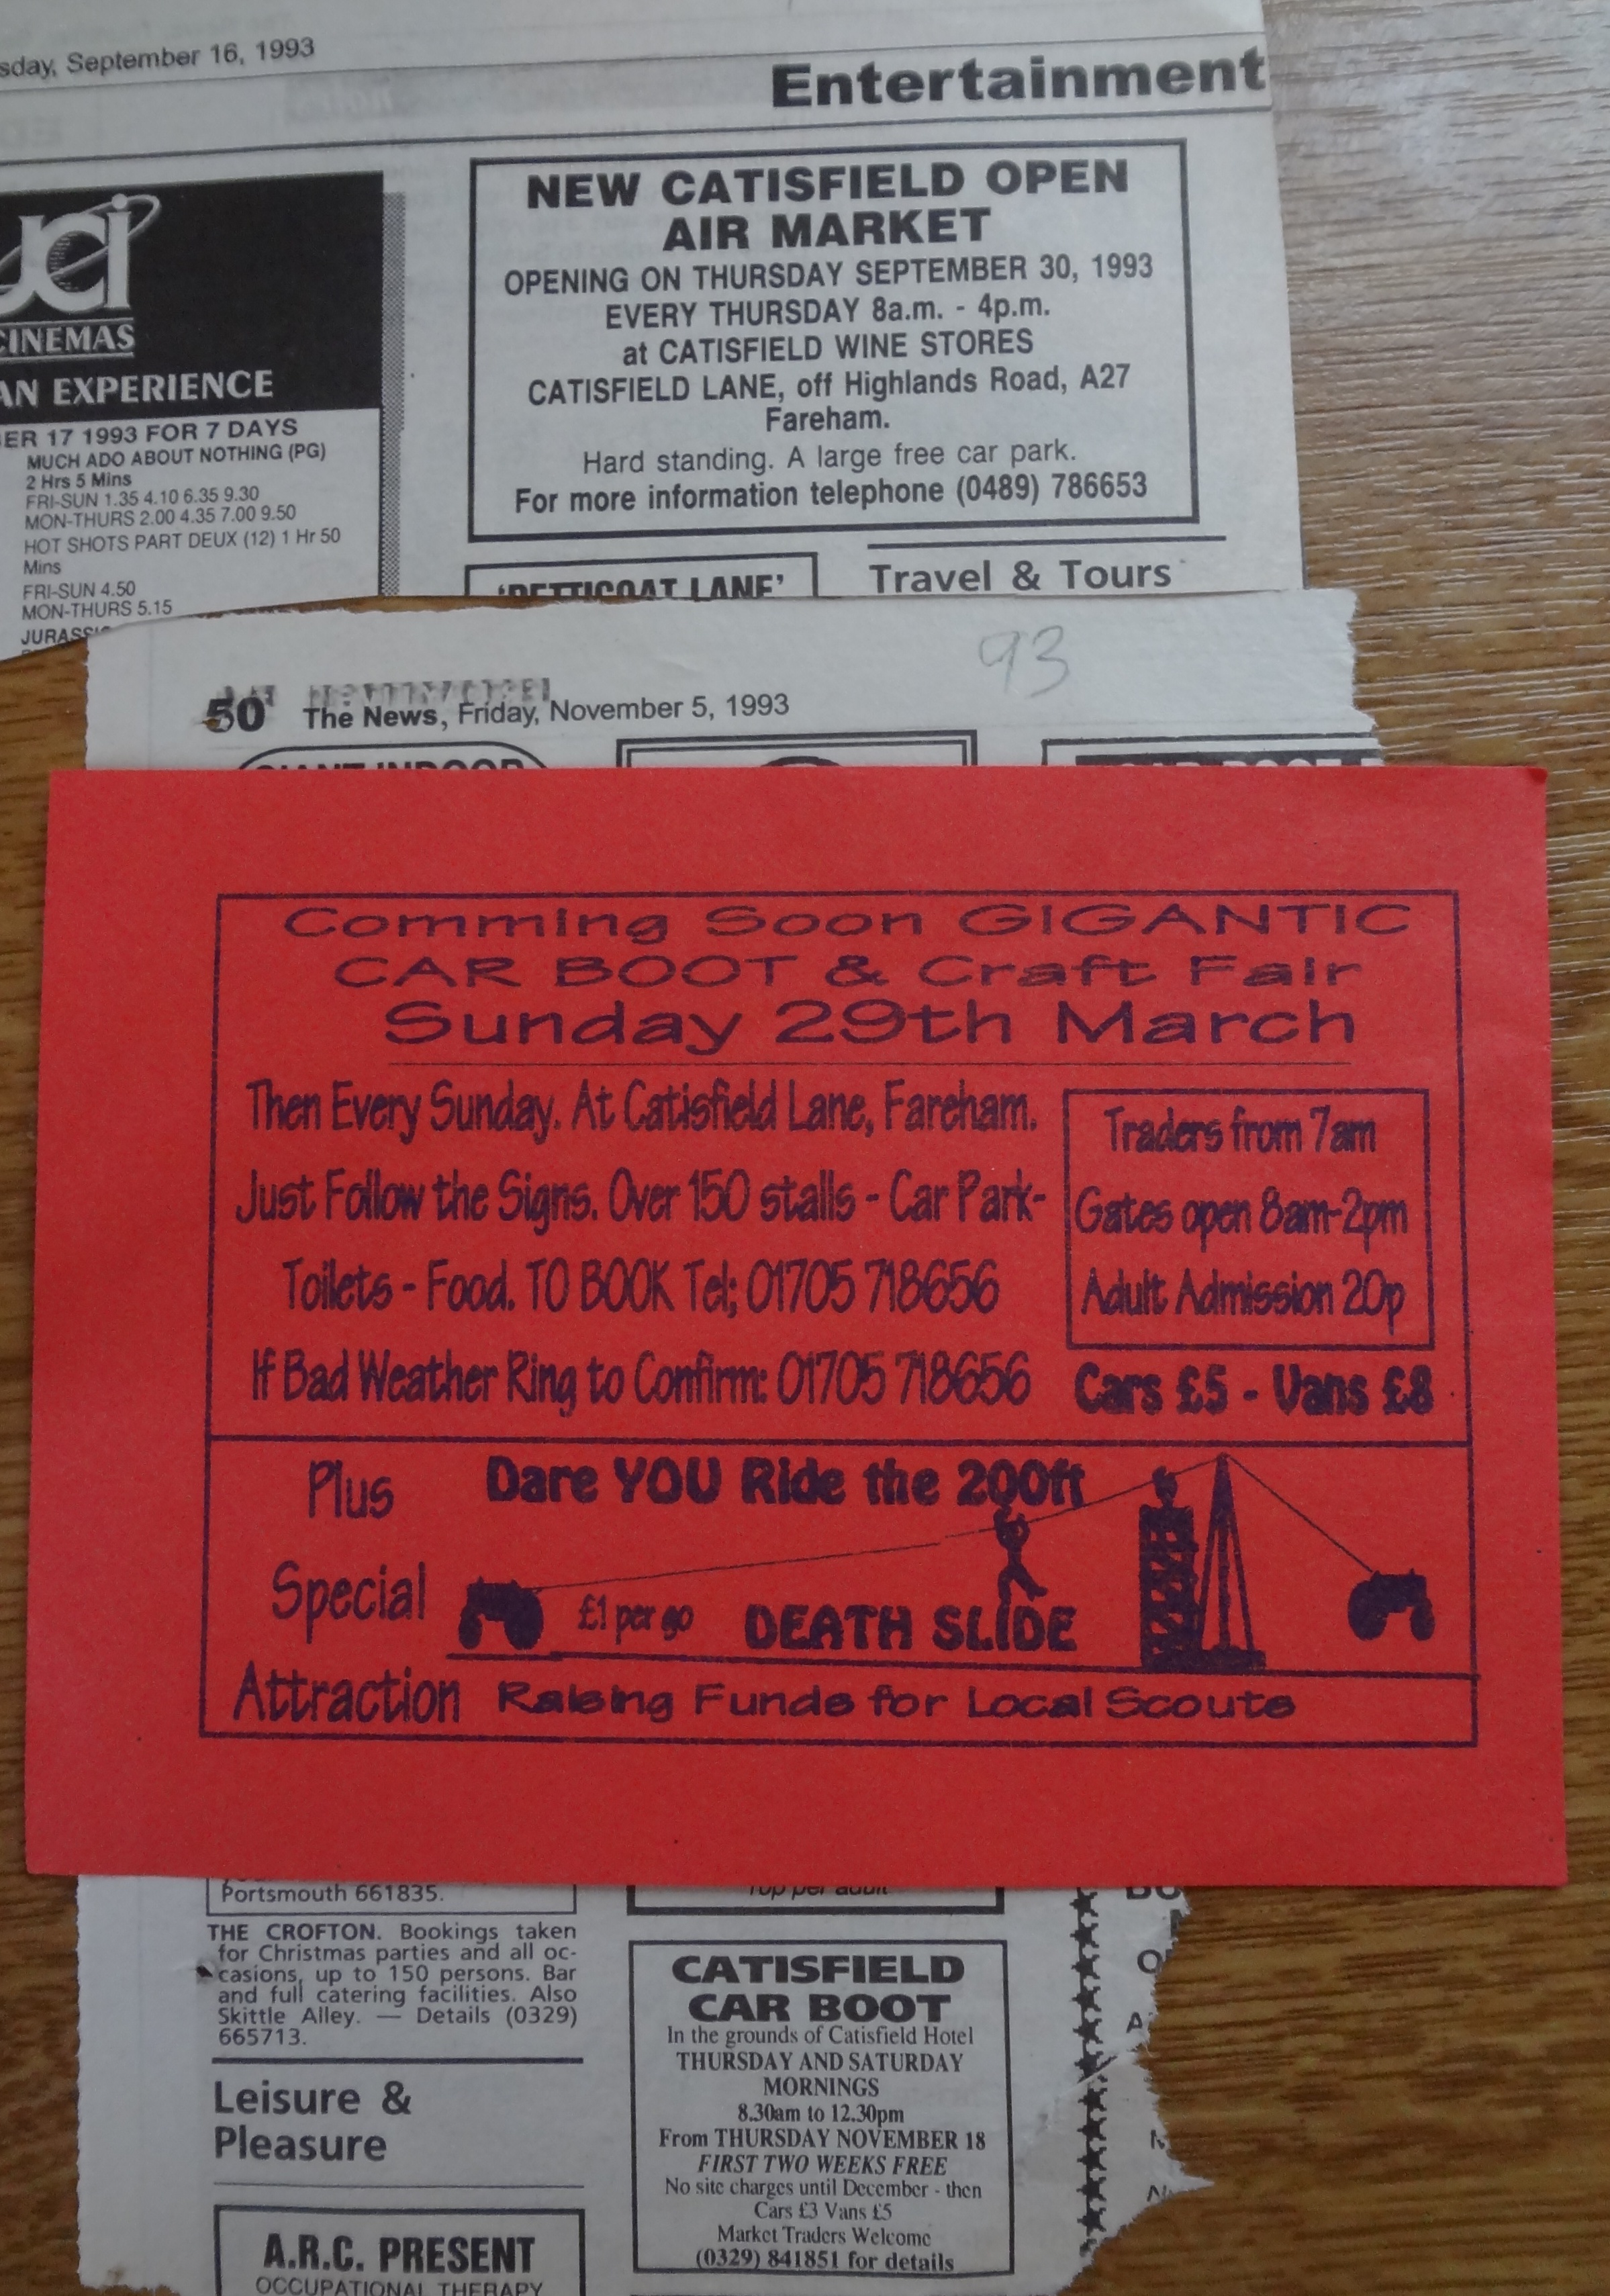 sday, September 16, 1993
Entertainment
UCi
CINEMAS
AN EXPERIENCE
BER 17 1993 FOR 7 DAYS
MUCH ADO ABOUT NOTHING (PG)
2 Hrs 5 Mins
FRI-SUN 1.35 4.10 6.35 9.30
MON-THURS 2.00 4.35 7.00 9.50
HOT SHOTS PART DEUX (12) 1 Hr 50
Mins
FRI-SUN 4.50
MON-THURS 5.15
NEW CATISFIELD OPEN
AIR MARKET
OPENING ON THURSDAY SEPTEMBER 30, 1993
EVERY THURSDAY 8a.m. - 4p.m.
at CATISFIELD WINE STORES
CATISFIELD LANE, off Highlands Road, A27
Fareham.
Hard standing. A large free car park.
For more information telephone (0489) 786653
'PETTICOAT LANE'
Travel & Tours
93
50 The News, Friday, November 5, 1993
GIANT INDOOR
CAR BOOT
Comming Soon GIGANTIC
CAR BOOT & Craft Fair
Sunday 29th March
Then Every Sunday. At Catisfield Lane, Fareham.
Just Follow the Signs. Over 150 stalls - Car Park-
Toilets - Food. TO BOOK Tel; 01705 718656
If Bad Weather Ring to Confirm: 01705 718656
Traders from 7am
Gates open 8am-2pm
Adult Admission 20p
Cars £5 - Vans £8
Plus
Special
Attraction
Dare YOU Ride the 200ft
£1 per go DEATH SLIDE
Raising Funds for Local Scouts
Portsmouth 661835.
THE CROFTON. Bookings taken
for Christmas parties and all oc-
casions, up to 150 persons. Bar
and full catering facilities. Also
Skittle Alley. — Details (0329)
665713.
Leisure &
Pleasure
A.R.C. PRESENT
OCCUPATIONAL THERAPY
10p per adult
CATISFIELD
CAR BOOT
In the grounds of Catisfield Hotel
THURSDAY AND SATURDAY
MORNINGS
8.30am to 12.30pm
From THURSDAY NOVEMBER 18
FIRST TWO WEEKS FREE
No site charges until December - then
Cars £3 Vans £5
Market Traders Welcome
(0329) 841851 for details